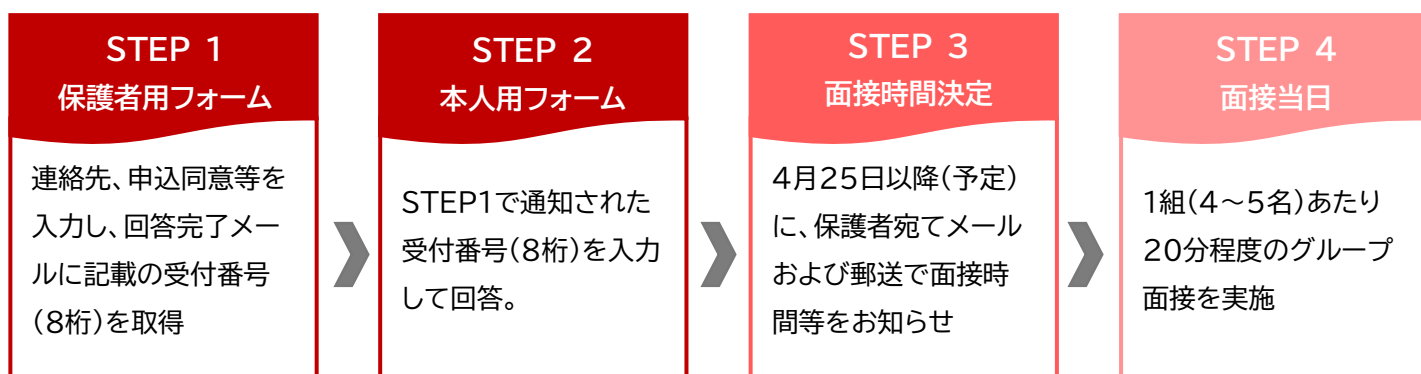 STEP 1
保護者用フォーム
連絡先、申込同意等を
入力し、回答完了メー
ルに記載の受付番号
(8桁)を取得
STEP 2
本人用フォーム
STEP1で通知された
受付番号(8桁)を入力
して回答。
STEP 3
面接時間決定
4月25日以降(予定)
に、保護者宛てメール
および郵送で面接時
間等をお知らせ
STEP 4
面接当日
1組(4～5名)あたり
20分程度のグループ
面接を実施